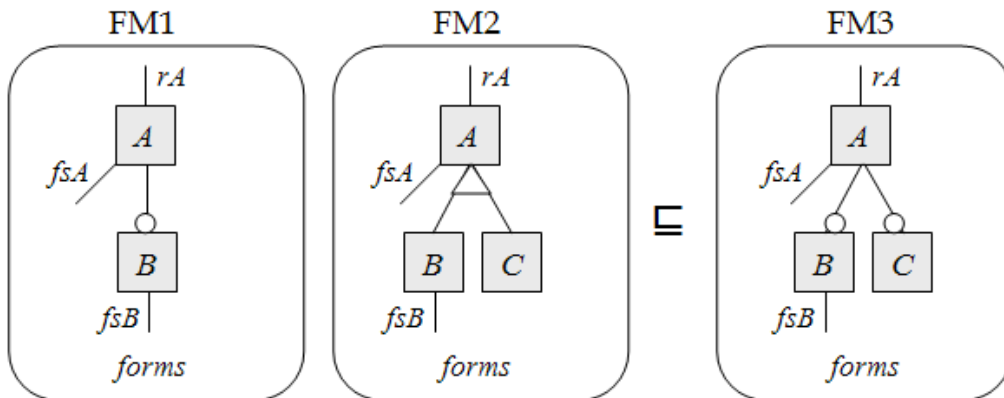 FM1 FM2 FM3
rA rA rA
A A A
fsA fsA fsA
⊑
B B C B C
fsB fsB fsB
forms forms forms